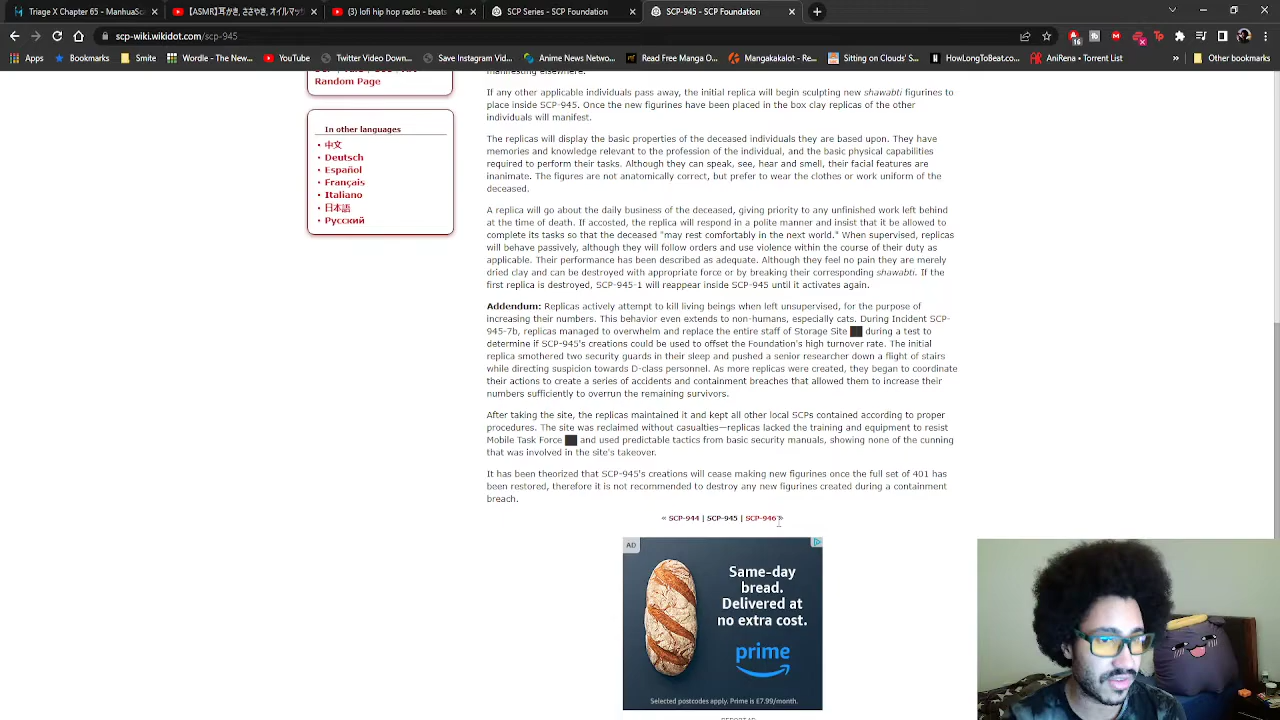 Triage X Chapter 65 - ManhuaSc
【ASMR】耳かき, ささやき, オイルマッ
(3) lofi hip hop radio -
SCP Series - SCP Foundation
SCP-945 - SCP Foundation
scp-wiki.wikidot.com/scp-945
16
Apps
Bookmarks
Smite
Wordle - The New...
YouTube
Twitter Video Down...
Save Instagram Vide...
Anime News Networ...
Read Free Manga O...
Mangakakalot - Re...
Sitting on Clouds' S...
HowLongToBeat.co...
AniRena • Torrent List
»
Other bookmarks
Random Page
In other languages
中文
Deutsch
Español
Français
Italiano
日本語
Русский
manifesting elsewhere.
If any other applicable individuals pass away, the initial replica will begin sculpting new shawabti figurines to
place inside SCP-945. Once the new figurines have been placed in the box clay replicas of the other
individuals will manifest.
The replicas will display the basic properties of the deceased individuals they are based upon. They have
memories and knowledge relevant to the profession of the individual, and the basic physical capabilities
required to perform their tasks. Although they can speak, see, hear and smell, their facial features are
inanimate. The figures are not anatomically correct, but prefer to wear the clothes or work uniform of the
deceased.
A replica will go about the daily business of the deceased, giving priority to any unfinished work left behind
at the time of death. If accosted, the replica will respond in a polite manner and insist that it be allowed to
complete its tasks so that the deceased "may rest comfortably in the next world." When supervised, replicas
will behave passively, although they will follow orders and use violence within the course of their duty as
applicable. Their performance has been described as adequate. Although they feel no pain they are merely
dried clay and can be destroyed with appropriate force or by breaking their corresponding shawabti. If the
first replica is destroyed, SCP-945-1 will reappear inside SCP-945 until it activates again.
Addendum: Replicas actively attempt to kill living beings when left unsupervised, for the purpose of
increasing their numbers. This behavior even extends to non-humans, especially cats. During Incident SCP-
945-7b, replicas managed to overwhelm and replace the entire staff of Storage Site ██ during a test to
determine if SCP-945's creations could be used to offset the Foundation's high turnover rate. The initial
replica smothered two security guards in their sleep and pushed a senior researcher down a flight of stairs
while directing suspicion towards D-class personnel. As more replicas were created, they began to coordinate
their actions to create a series of accidents and containment breaches that allowed them to increase their
numbers sufficiently to overrun the remaining survivors.
After taking the site, the replicas maintained it and kept all other local SCPs contained according to proper
procedures. The site was reclaimed without casualties—replicas lacked the training and equipment to resist
Mobile Task Force ██ and used predictable tactics from basic security manuals, showing none of the cunning
that was involved in the site's takeover.
It has been theorized that SCP-945's creations will cease making new figurines once the full set of 401 has
been restored, therefore it is not recommended to destroy any new figurines created during a containment
breach.
« SCP-944 | SCP-945 | SCP-946 »
AD
Same-day
bread.
Delivered at
no extra cost.
prime
Selected postcodes apply. Prime is £7.99/month.